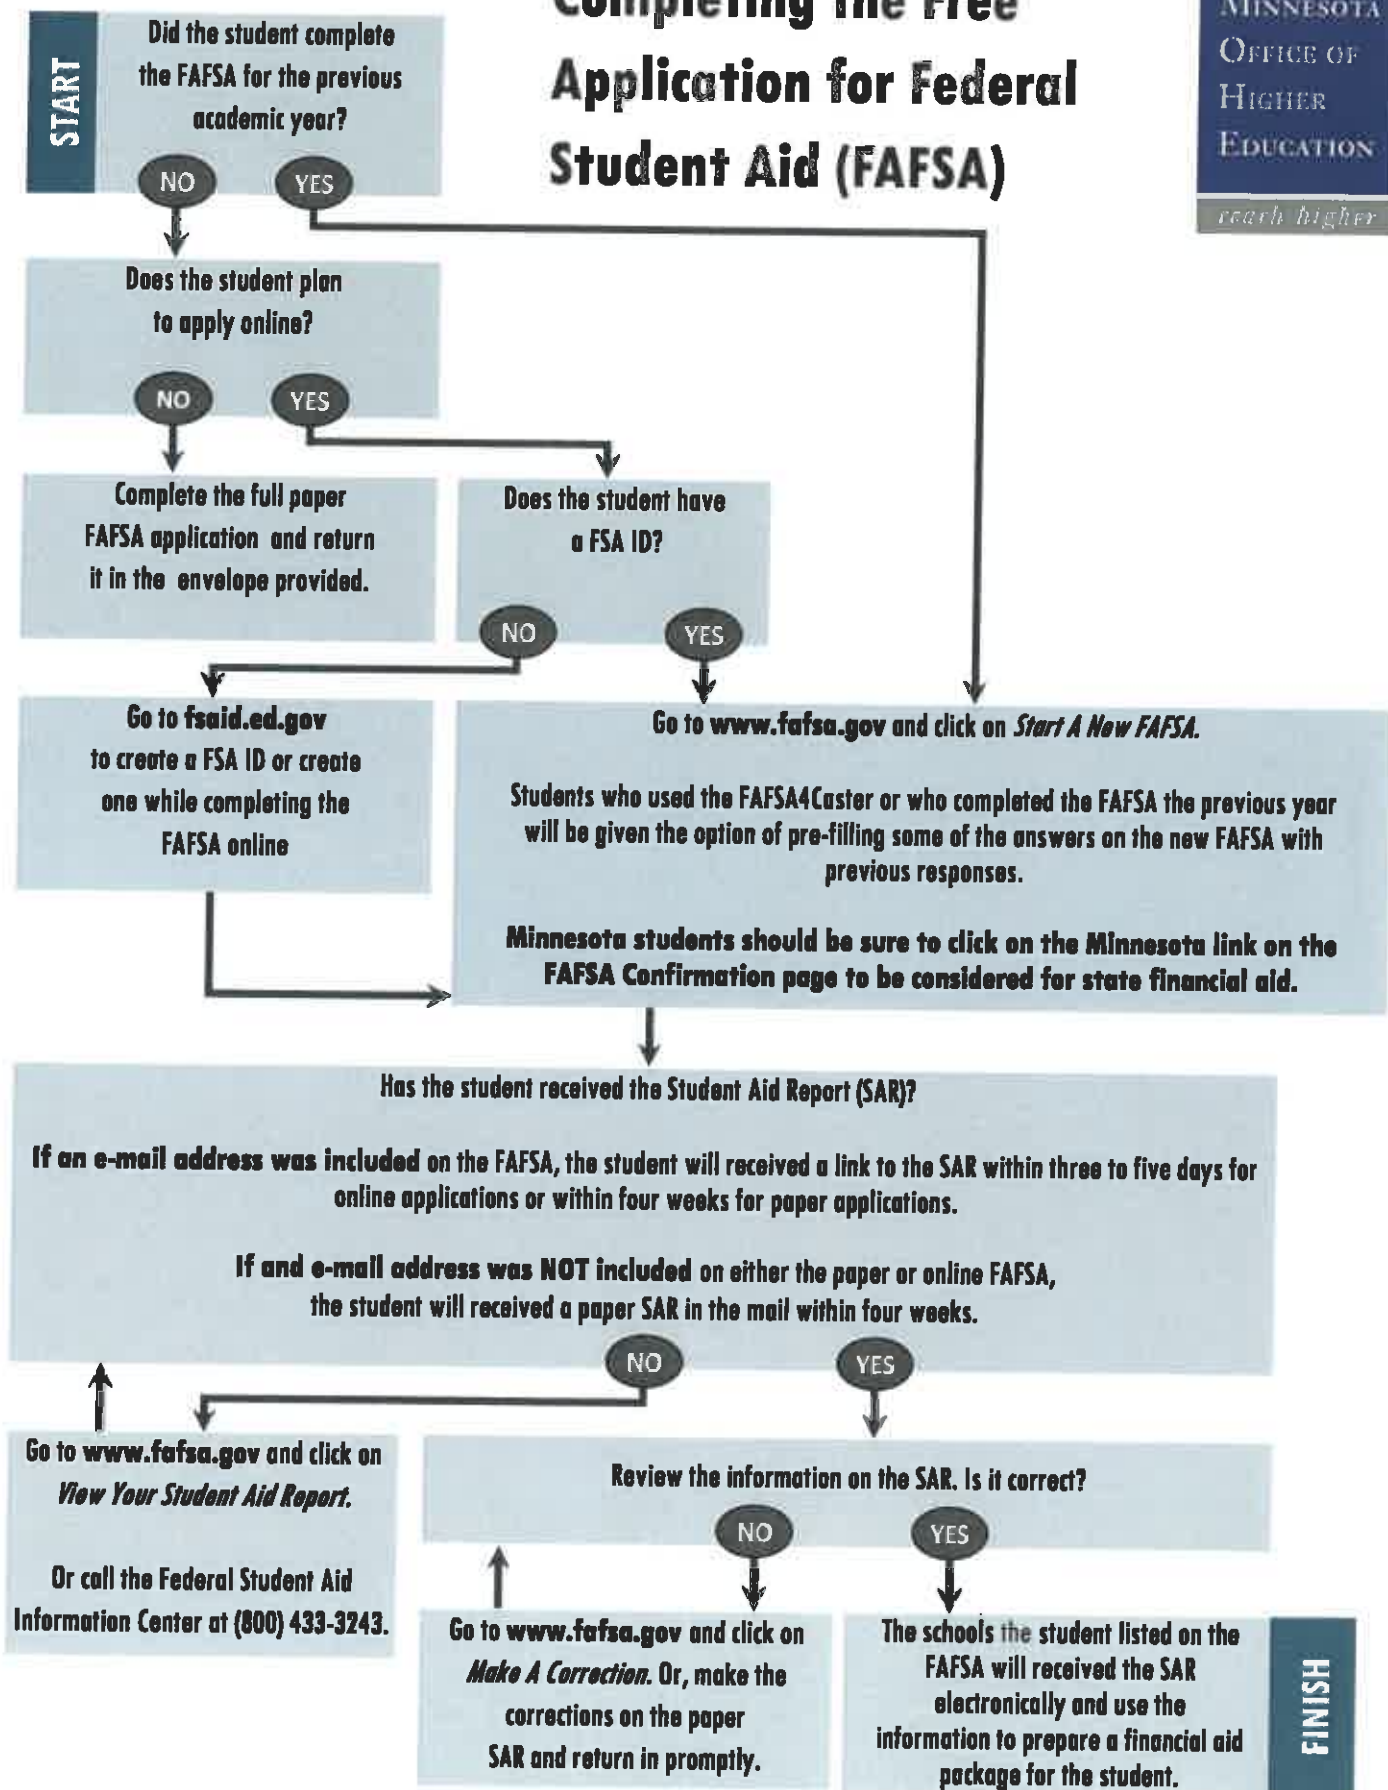 Completing the Free
Application for Federal
Student Aid (FAFSA)
MINNESOTA
OFFICE OF
HIGHER
EDUCATION
reach higher
START
Did the student complete
the FAFSA for the previous
academic year?
NO
YES
Does the student plan
to apply online?
NO
YES
Complete the full paper
FAFSA application and return
it in the envelope provided.
Does the student have
a FSA ID?
NO
YES
Go to fsaid.ed.gov
to create a FSA ID or create
one while completing the
FAFSA online
Go to www.fafsa.gov and click on Start A New FAFSA.
Students who used the FAFSA4Caster or who completed the FAFSA the previous year
will be given the option of pre-filling some of the answers on the new FAFSA with
previous responses.
Minnesota students should be sure to click on the Minnesota link on the
FAFSA Confirmation page to be considered for state financial aid.
Has the student received the Student Aid Report (SAR)?
If an e-mail address was included on the FAFSA, the student will received a link to the SAR within three to five days for
online applications or within four weeks for paper applications.
If and e-mail address was NOT included on either the paper or online FAFSA,
the student will received a paper SAR in the mail within four weeks.
NO
YES
Go to www.fafsa.gov and click on
View Your Student Aid Report.
Or call the Federal Student Aid
Information Center at (800) 433-3243.
Review the information on the SAR. Is it correct?
NO
YES
Go to www.fafsa.gov and click on
Make A Correction. Or, make the
corrections on the paper
SAR and return in promptly.
The schools the student listed on the
FAFSA will received the SAR
electronically and use the
information to prepare a financial aid
package for the student.
FINISH